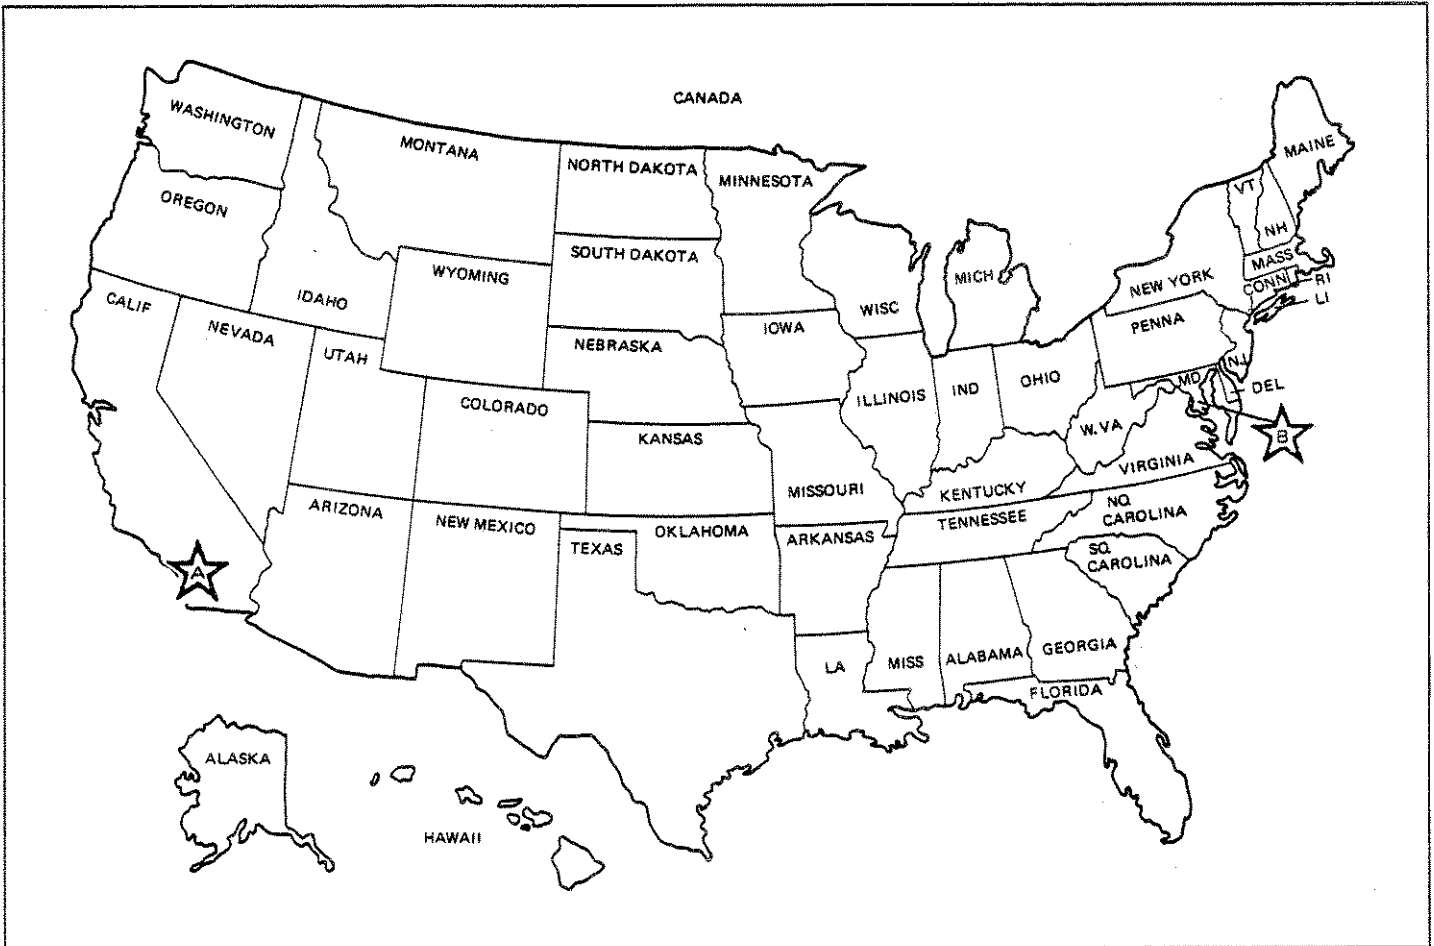 CANADA
WASHINGTON
MONTANA
NORTH DAKOTA
MINNESOTA
MAINE
VT
NH
OREGON
IDAHO
WYOMING
SOUTH DAKOTA
WISC
MICH
NEW YORK
MASS
CONN
RI
LI
CALIF
NEVADA
UTAH
COLORADO
NEBRASKA
IOWA
ILLINOIS
IND
OHIO
PENNA
NJ
MD
DEL
B
W.VA
VIRGINIA
KANSAS
MISSOURI
KENTUCKY
A
ARIZONA
NEW MEXICO
TEXAS
OKLAHOMA
ARKANSAS
TENNESSEE
NO.
CAROLINA
SO.
CAROLINA
LA
MISS
ALABAMA
GEORGIA
FLORIDA
ALASKA
HAWAII